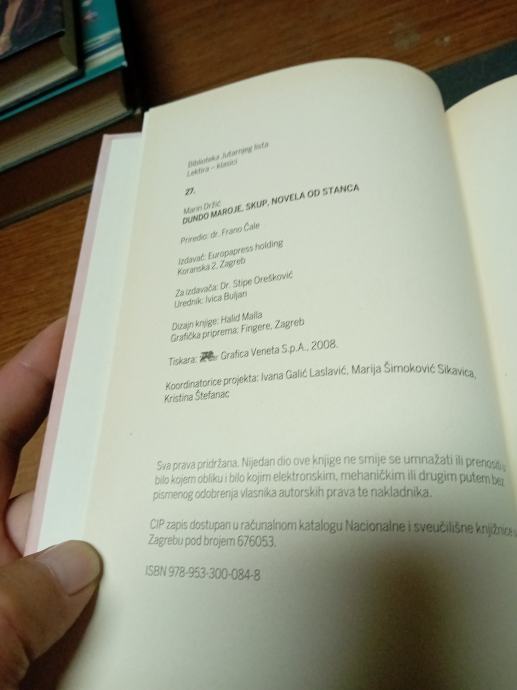 Biblioteka Jutarnjeg lista
Lektira – klasici
27.
Marin Držić
DUNDO MAROJE, SKUP, NOVELA OD STANCA
Priredio: dr. Frano Čale
Izdavač: Europapress holding
Koranska 2, Zagreb
Za izdavača: Dr. Stipe Orešković
Urednik: Ivica Buljan
Dizajn knjige: Halid Malla
Grafička priprema: Fingere, Zagreb
Tiskara: Grafica Veneta S.p.A., 2008.
Koordinatorice projekta: Ivana Galić Laslavić, Marija Šimoković Sikavica,
Kristina Štefanac
Sva prava pridržana. Nijedan dio ove knjige ne smije se umnažati ili prenositi u
bilo kojem obliku i bilo kojim elektronskim, mehaničkim ili drugim putem bez
pismenog odobrenja vlasnika autorskih prava te nakladnika.
CIP zapis dostupan u računalnom katalogu Nacionalne i sveučilišne knjižnice u
Zagrebu pod brojem 676053.
ISBN 978-953-300-084-8